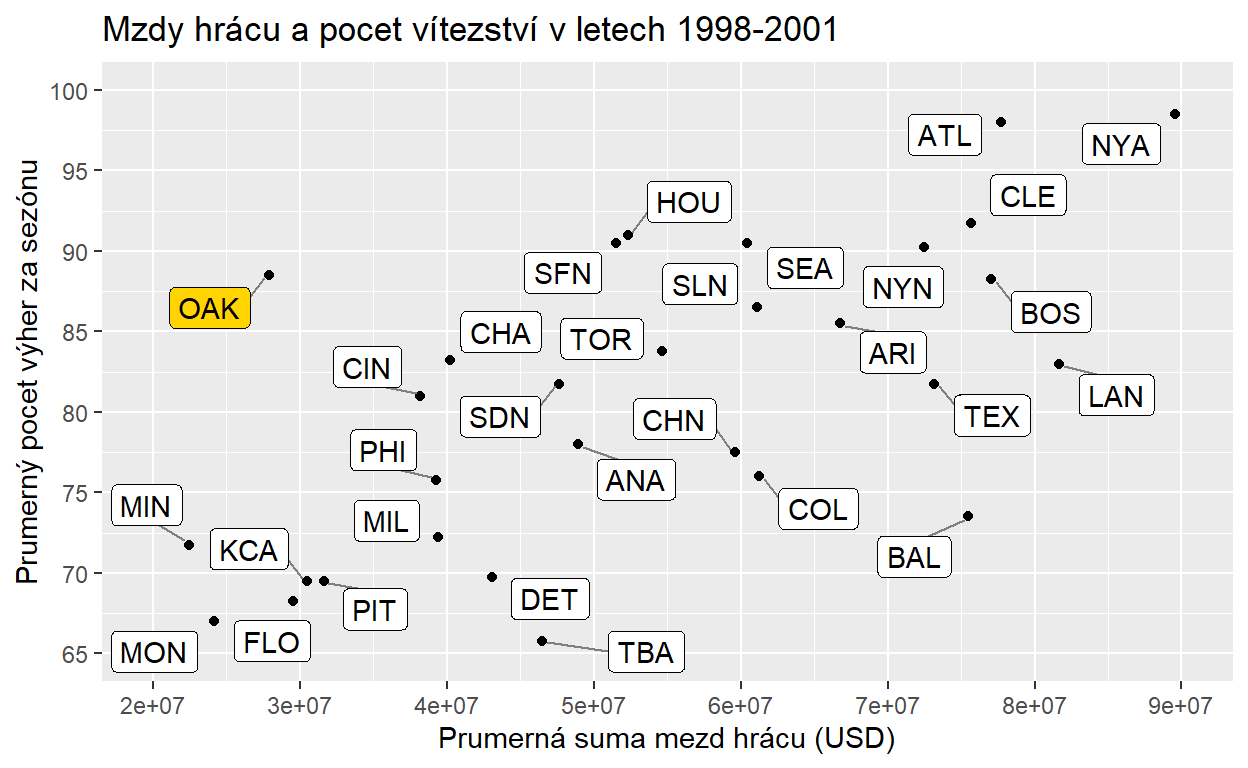 Mzdy hrácu a pocet vítezství v letech 1998-2001
Prumerný pocet výher za sezónu
100
95
90
85
80
75
70
65
ATL
NYA
CLE
HOU
SFN
SEA
SLN
NYN
OAK
BOS
CHA
TOR
ARI
CIN
LAN
SDN
CHN
TEX
PHI
ANA
MIN
MIL
COL
KCA
BAL
DET
PIT
FLO
MON
TBA
2e+07 3e+07 4e+07 5e+07 6e+07 7e+07 8e+07 9e+07
Prumerná suma mezd hrácu (USD)